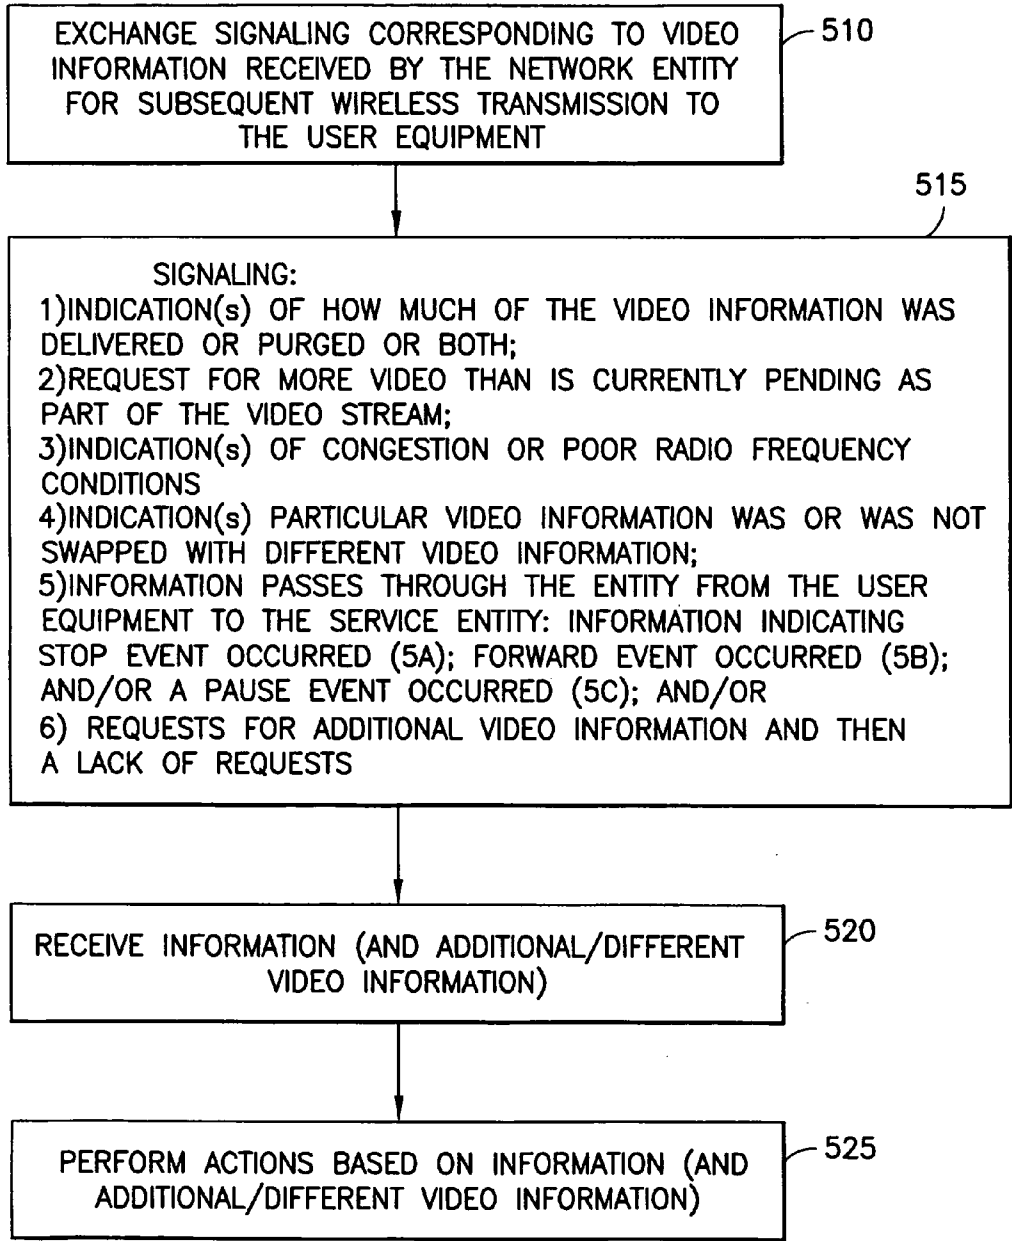 EXCHANGE SIGNALING CORRESPONDING TO VIDEO
INFORMATION RECEIVED BY THE NETWORK ENTITY
FOR SUBSEQUENT WIRELESS TRANSMISSION TO
THE USER EQUIPMENT
510
515
SIGNALING:
1)INDICATION(s) OF HOW MUCH OF THE VIDEO INFORMATION WAS
DELIVERED OR PURGED OR BOTH;
2)REQUEST FOR MORE VIDEO THAN IS CURRENTLY PENDING AS
PART OF THE VIDEO STREAM;
3)INDICATION(s) OF CONGESTION OR POOR RADIO FREQUENCY
CONDITIONS
4)INDICATION(s) PARTICULAR VIDEO INFORMATION WAS OR WAS NOT
SWAPPED WITH DIFFERENT VIDEO INFORMATION;
5)INFORMATION PASSES THROUGH THE ENTITY FROM THE USER
EQUIPMENT TO THE SERVICE ENTITY: INFORMATION INDICATING
STOP EVENT OCCURRED (5A); FORWARD EVENT OCCURRED (5B);
AND/OR A PAUSE EVENT OCCURRED (5C); AND/OR
6) REQUESTS FOR ADDITIONAL VIDEO INFORMATION AND THEN
A LACK OF REQUESTS
RECEIVE INFORMATION (AND ADDITIONAL/DIFFERENT
VIDEO INFORMATION)
520
PERFORM ACTIONS BASED ON INFORMATION (AND
ADDITIONAL/DIFFERENT VIDEO INFORMATION)
525